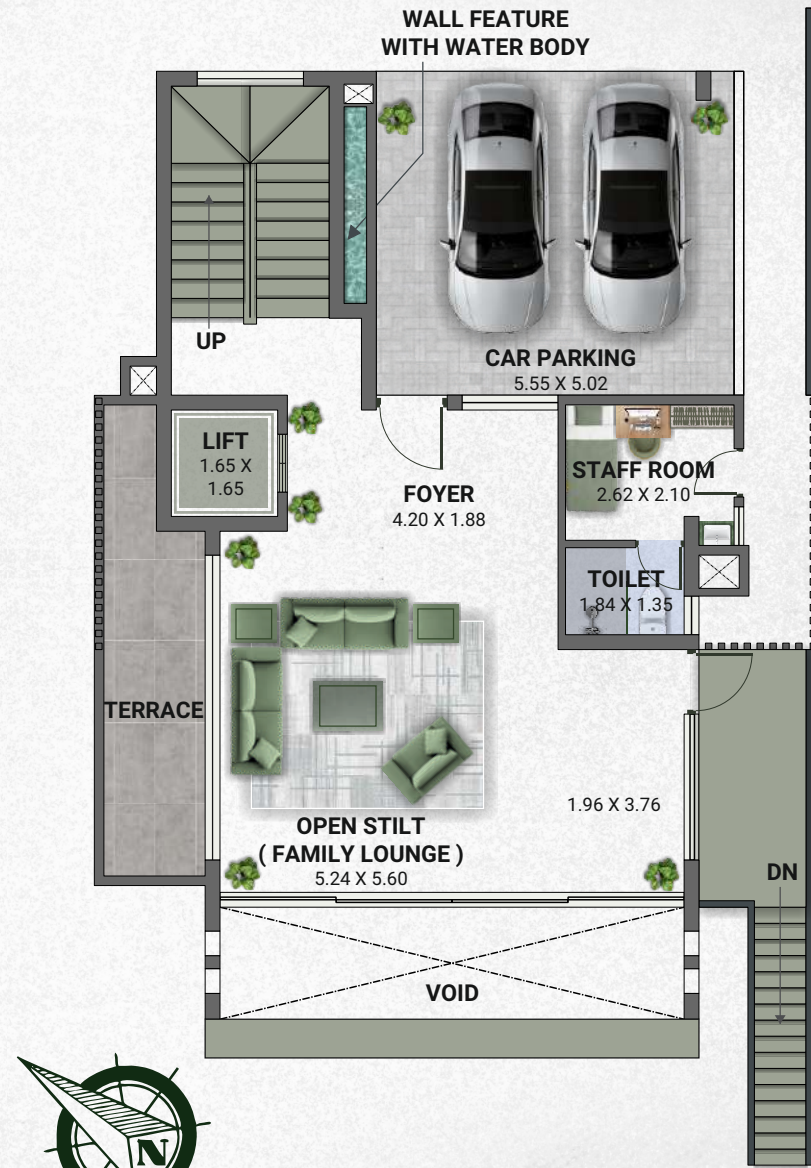 WALL FEATURE
WITH WATER BODY
UP
CAR PARKING
5.55 X 5.02
LIFT
1.65 X
1.65
FOYER
4.20 X 1.88
STAFF ROOM
2.62 X 2.10
TOILET
1.84 X 1.35
TERRACE
1.96 X 3.76
OPEN STILT
( FAMILY LOUNGE )
5.24 X 5.60
DN
VOID
N